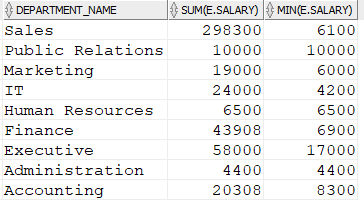 DEPARTMENT_NAME SUM(E.SALARY) MIN(E.SALARY)
Sales 298300 6100
Public Relations 10000 10000
Marketing 19000 6000
IT 24000 4200
Human Resources 6500 6500
Finance 43908 6900
Executive 58000 17000
Administration 4400 4400
Accounting 20308 8300